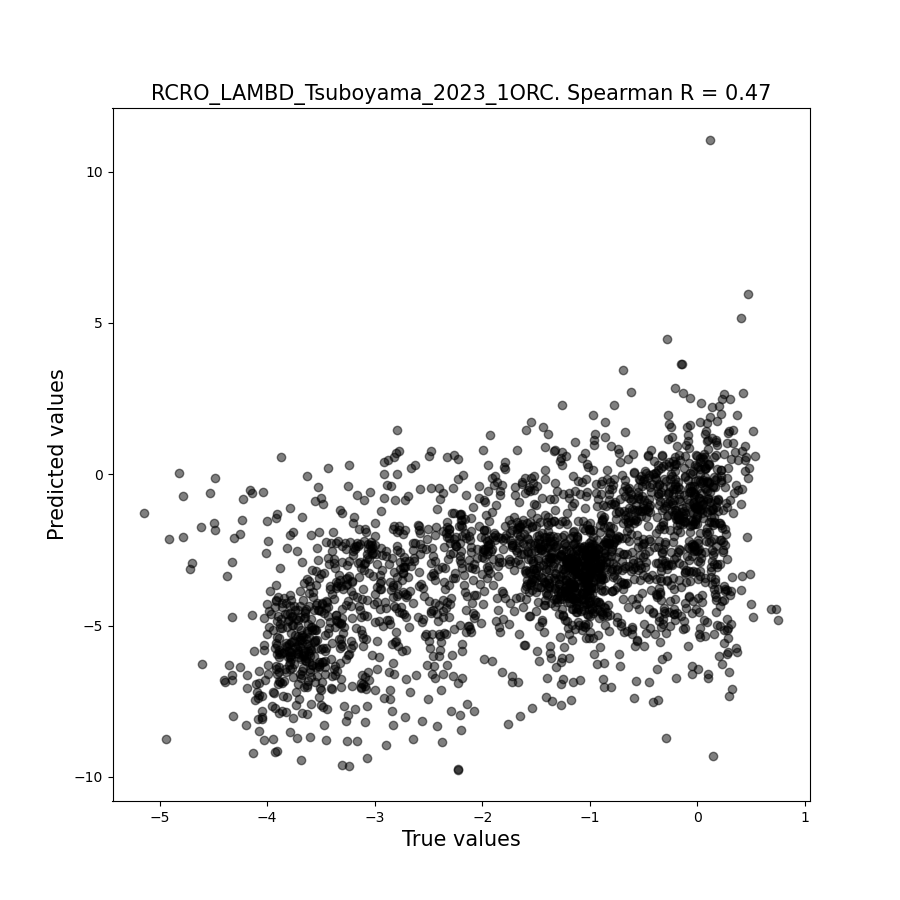 RCRO_LAMBD_Tsuboyama_2023_1ORC. Spearman R = 0.47
10
5
0
−5
−10
Predicted values
−5 −4 −3 −2 −1 0 1
True values